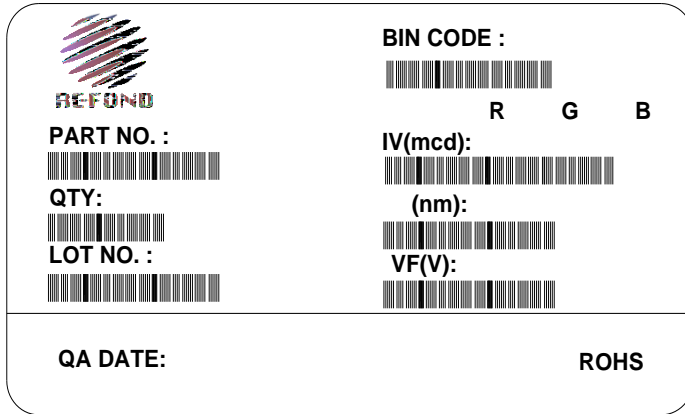 REFOND
PART NO. :
QTY:
LOT NO. :
BIN CODE :
R G B
IV(mcd):
(nm):
VF(V):
QA DATE:
ROHS